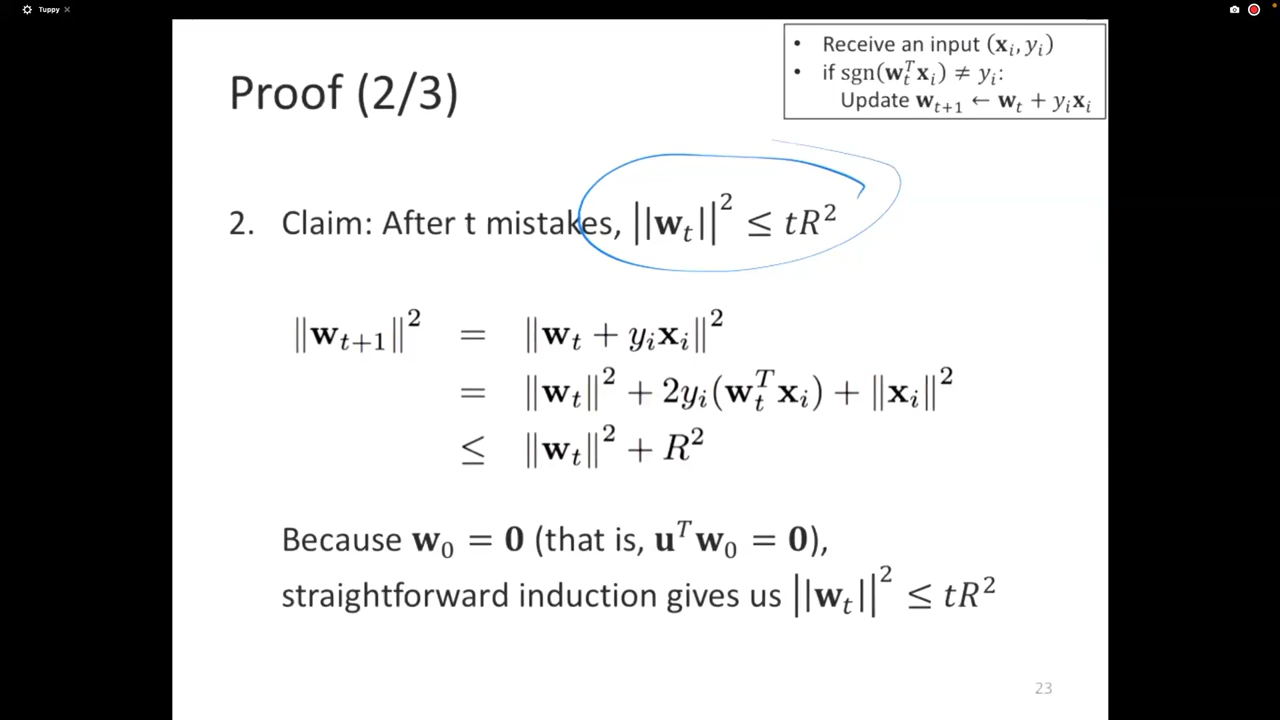 Tuppy ×
• Receive an input (𝐱ᵢ, yᵢ)
• if sgn(𝐰ₜᵀ𝐱ᵢ) ≠ yᵢ:
Update 𝐰ₜ₊₁ ← 𝐰ₜ + yᵢ𝐱ᵢ
Proof (2/3)
2. Claim: After t mistakes, ||𝐰ₜ||² ≤ tR²
‖𝐰ₜ₊₁‖² = ‖𝐰ₜ + yᵢ𝐱ᵢ‖²
= ‖𝐰ₜ‖² + 2yᵢ(𝐰ₜᵀ𝐱ᵢ) + ‖𝐱ᵢ‖²
≤ ‖𝐰ₜ‖² + R²
Because 𝐰₀ = 𝟎 (that is, 𝐮ᵀ𝐰₀ = 𝟎),
straightforward induction gives us ||𝐰ₜ||² ≤ tR²
23